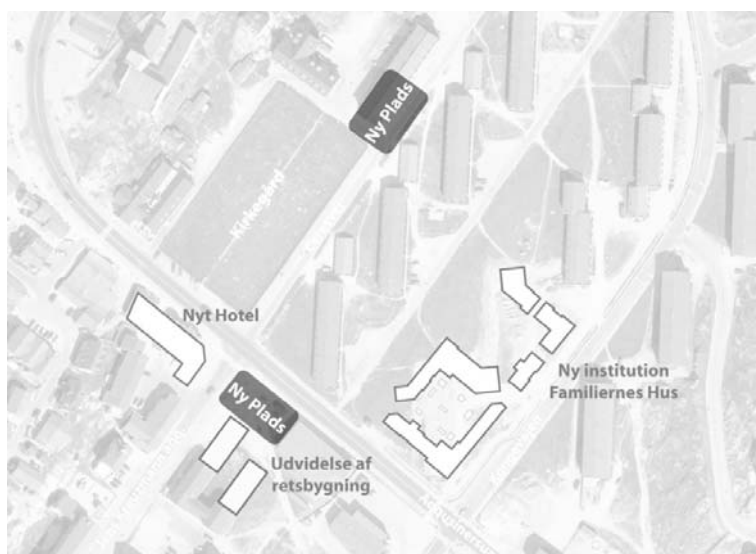 Ny Plads
Kirkegård
Nyt Hotel
Ny Plads
Ny institution
Familiernes Hus
Udvidelse af
retsbygning